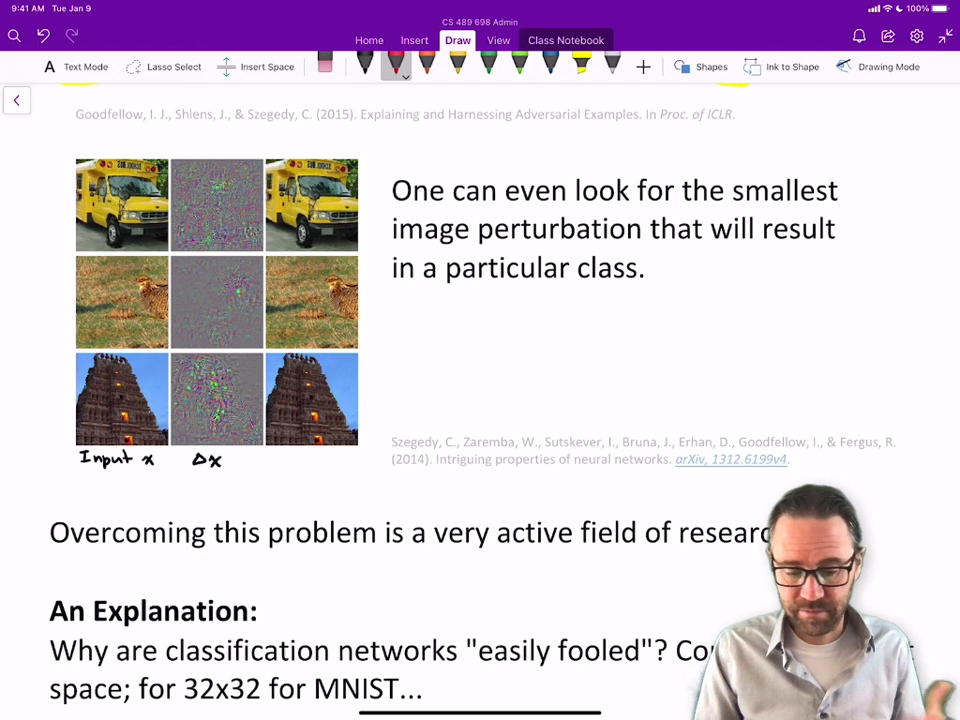 9:41 AM Tue Jan 9
100%
CS 489 698 Admin
Home Insert Draw View Class Notebook
Text Mode Lasso Select Insert Space Shapes Ink to Shape Drawing Mode
Goodfellow, I. J., Shlens, J., & Szegedy, C. (2015). Explaining and Harnessing Adversarial Examples. In Proc. of ICLR.
One can even look for the smallest
image perturbation that will result
in a particular class.
Input x Δx
Szegedy, C., Zaremba, W., Sutskever, I., Bruna, J., Erhan, D., Goodfellow, I., & Fergus, R.
(2014). Intriguing properties of neural networks. arXiv, 1312.6199v4.
Overcoming this problem is a very active field of
An Explanation:
Why are classification networks "easily fooled"?
space; for 32x32 for MNIST...